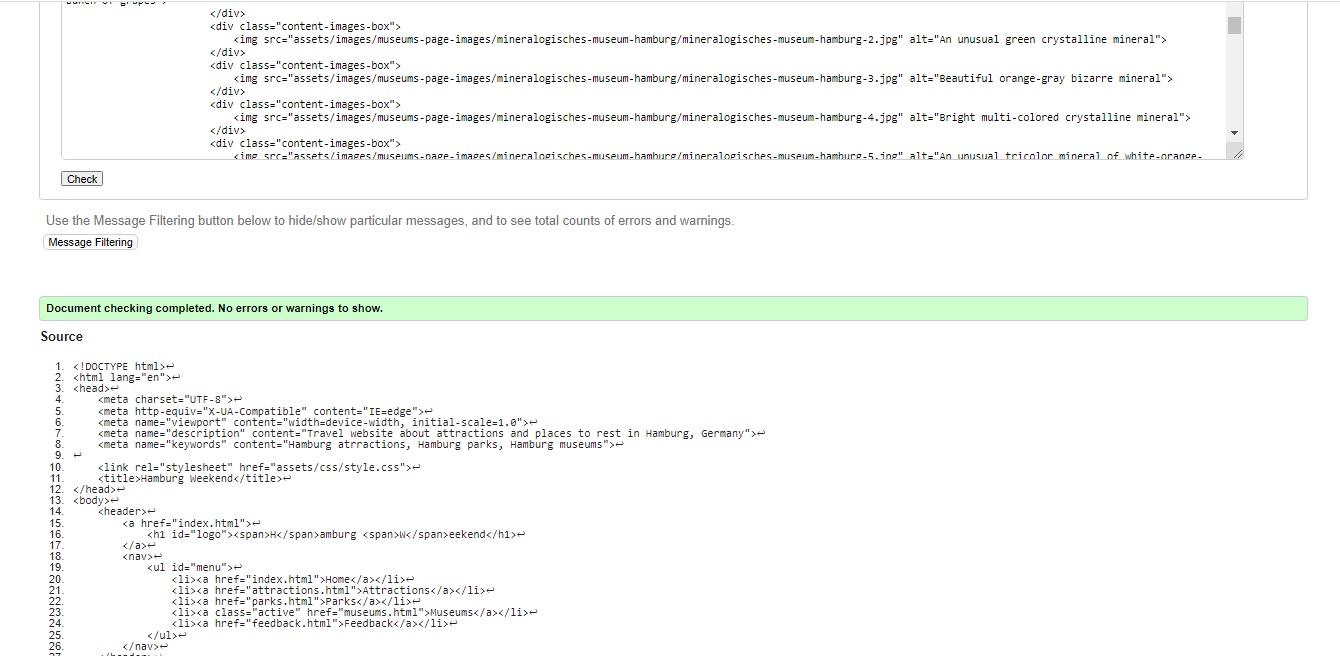 bunch of grapes">
</div>
<div class="content-images-box">
<img src="assets/images/museums-page-images/mineralogisches-museum-hamburg/mineralogisches-museum-hamburg-2.jpg" alt="An unusual green crystalline mineral">
</div>
<div class="content-images-box">
<img src="assets/images/museums-page-images/mineralogisches-museum-hamburg/mineralogisches-museum-hamburg-3.jpg" alt="Beautiful orange-gray bizarre mineral">
</div>
<div class="content-images-box">
<img src="assets/images/museums-page-images/mineralogisches-museum-hamburg/mineralogisches-museum-hamburg-4.jpg" alt="Bright multi-colored crystalline mineral">
</div>
<div class="content-images-box">
<img src="assets/images/museums-page-images/mineralogisches-museum-hamburg/mineralogisches-museum-hamburg-5.jpg" alt="An unusual tricolor mineral of white-orange-
Check
Use the Message Filtering button below to hide/show particular messages, and to see total counts of errors and warnings.
Message Filtering
Document checking completed. No errors or warnings to show.
Source
1. <!DOCTYPE html>↩
2. <html lang="en">↩
3. <head>↩
4. <meta charset="UTF-8">↩
5. <meta http-equiv="X-UA-Compatible" content="IE=edge">↩
6. <meta name="viewport" content="width=device-width, initial-scale=1.0">↩
7. <meta name="description" content="Travel website about attractions and places to rest in Hamburg, Germany">↩
8. <meta name="keywords" content="Hamburg atrractions, Hamburg parks, Hamburg museums">↩
9. ↩
10. <link rel="stylesheet" href="assets/css/style.css">↩
11. <title>Hamburg Weekend</title>↩
12. </head>↩
13. <body>↩
14. <header>↩
15. <a href="index.html">↩
16. <h1 id="logo"><span>H</span>amburg <span>W</span>eekend</h1>↩
17. </a>↩
18. <nav>↩
19. <ul id="menu">↩
20. <li><a href="index.html">Home</a></li>↩
21. <li><a href="attractions.html">Attractions</a></li>↩
22. <li><a href="parks.html">Parks</a></li>↩
23. <li><a class="active" href="museums.html">Museums</a></li>↩
24. <li><a href="feedback.html">Feedback</a></li>↩
25. </ul>↩
26. </nav>↩
27. </header>↩